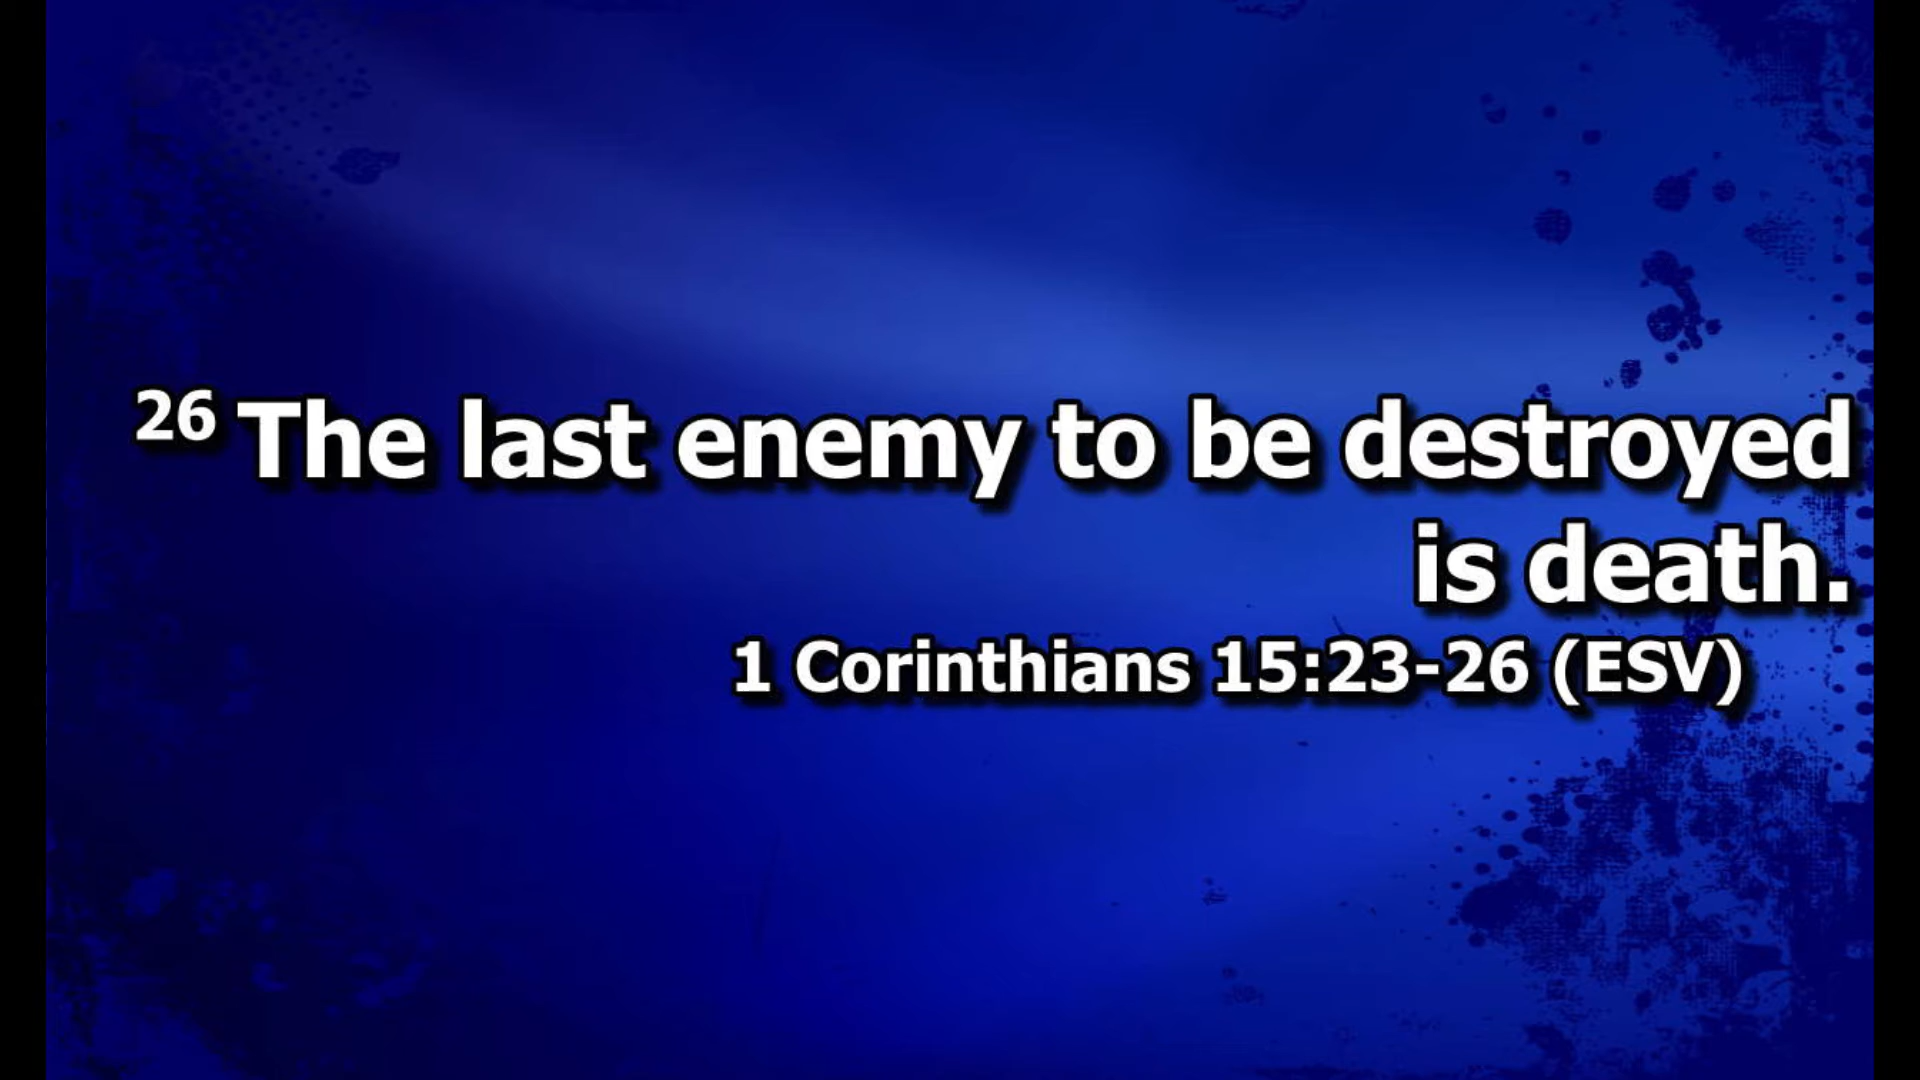 26 The last enemy to be destroyed
is death.
1 Corinthians 15:23-26 (ESV)